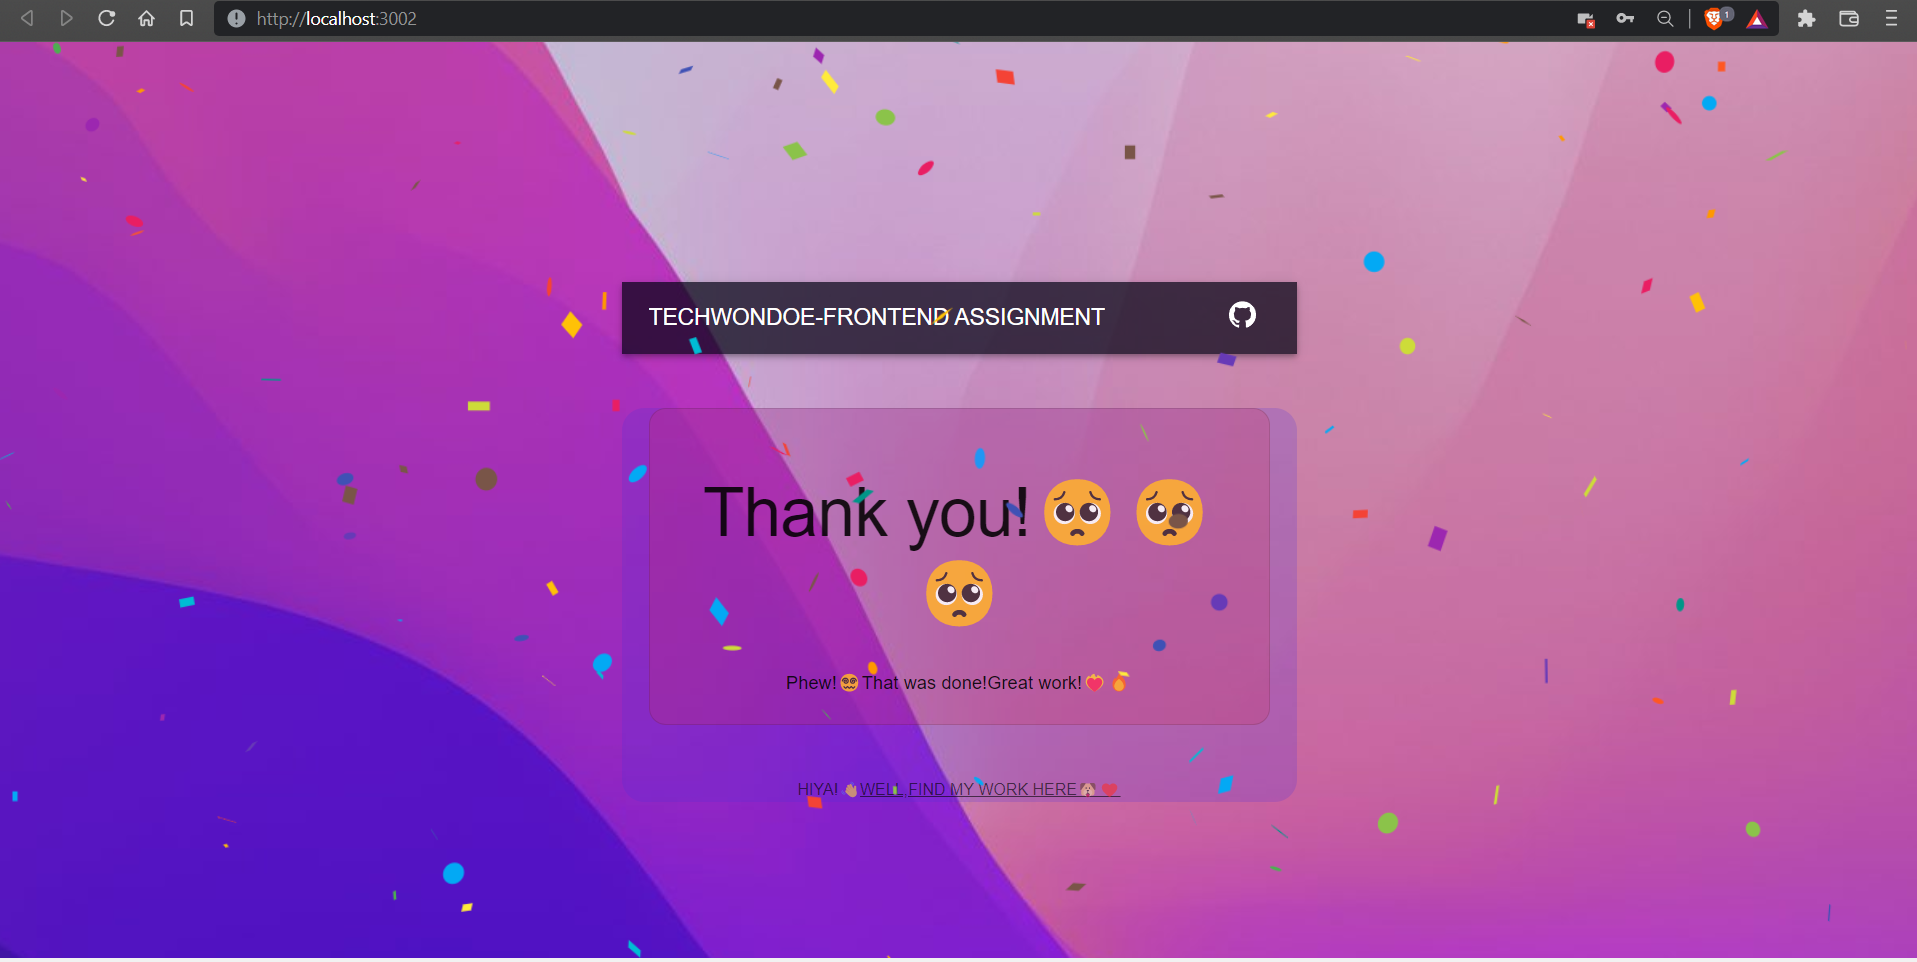 http://localhost:3002
1
TECHWONDOE-FRONTEND ASSIGNMENT
Thank you! 🥺 🥺
🥺
Phew!😵‍💫That was done!Great work!❤️‍🔥 🔥
HIYA! 👋WELL,FIND MY WORK HERE🙈 ❤️